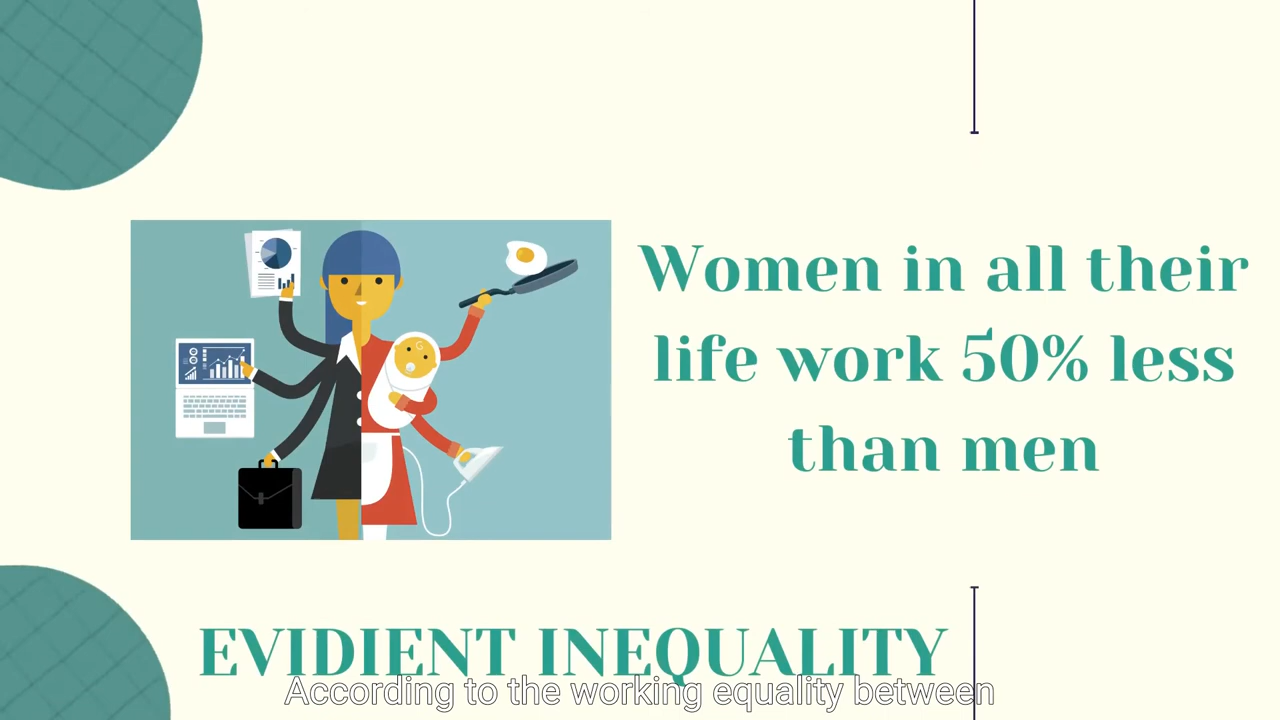 Women in all their
life work 50% less
than men
EVIDIENT INEQUALITY
According to the working equality between